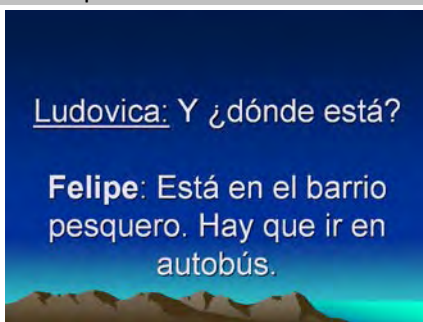 Ludovica: Y ¿dónde está?
Felipe: Está en el barrio
pesquero. Hay que ir en
autobús.